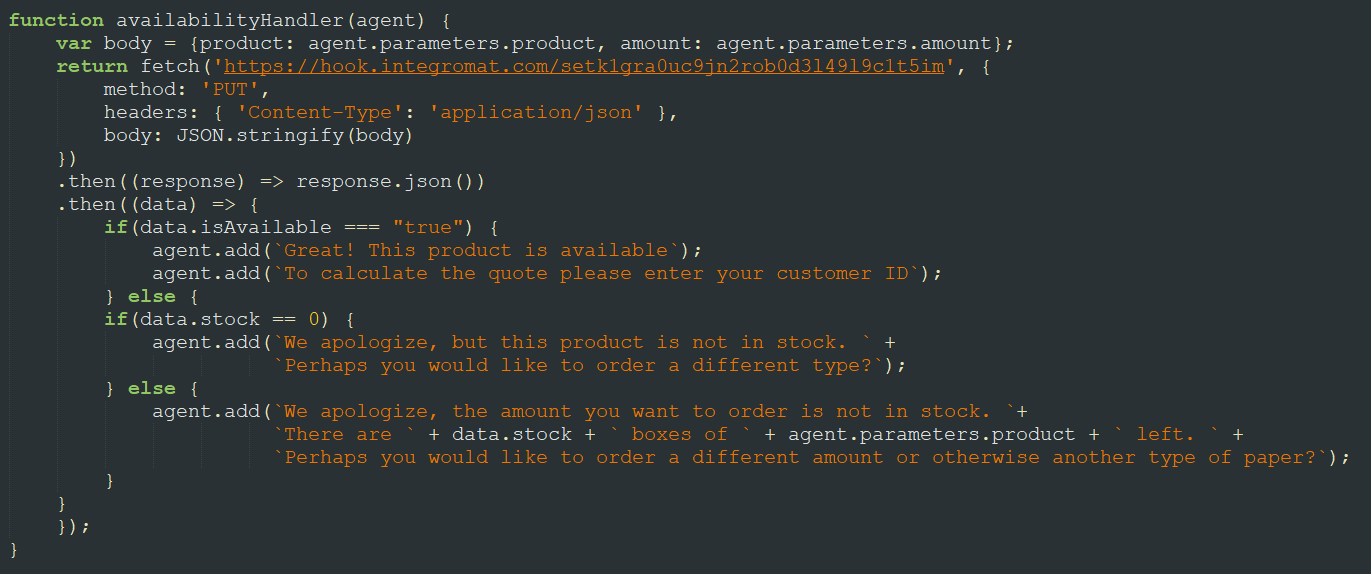 function availabilityHandler(agent) {
    var body = {product: agent.parameters.product, amount: agent.parameters.amount};
    return fetch('https://hook.integromat.com/setk1gra0uc9jn2rob0d3l49l9c1t5im', {
        method: 'PUT',
        headers: { 'Content-Type': 'application/json' },
        body: JSON.stringify(body)
    })
    .then((response) => response.json())
    .then((data) => {
        if(data.isAvailable === "true") {
            agent.add(`Great! This product is available`);
            agent.add(`To calculate the quote please enter your customer ID`);
        } else {
        if(data.stock == 0) {
            agent.add(`We apologize, but this product is not in stock. ` +
                      `Perhaps you would like to order a different type?`);
        } else {
            agent.add(`We apologize, the amount you want to order is not in stock. `+
                      `There are ` + data.stock + ` boxes of ` + agent.parameters.product + ` left. ` +
                      `Perhaps you would like to order a different amount or otherwise another type of paper?`);
        }
    }
    });
}